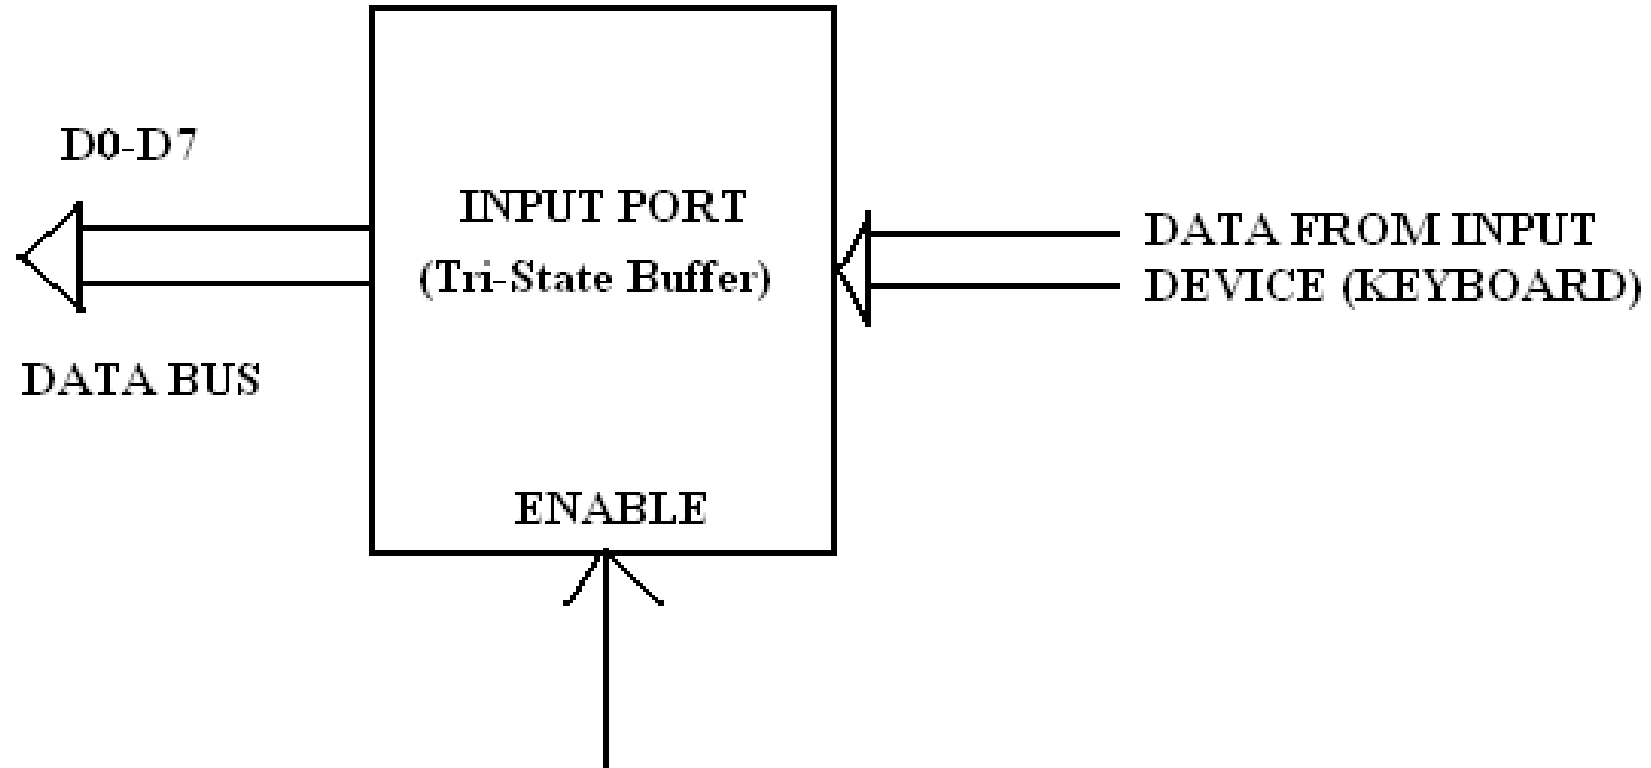 D0-D7
DATA BUS
INPUT PORT
(Tri-State Buffer)
ENABLE
DATA FROM INPUT
DEVICE (KEYBOARD)